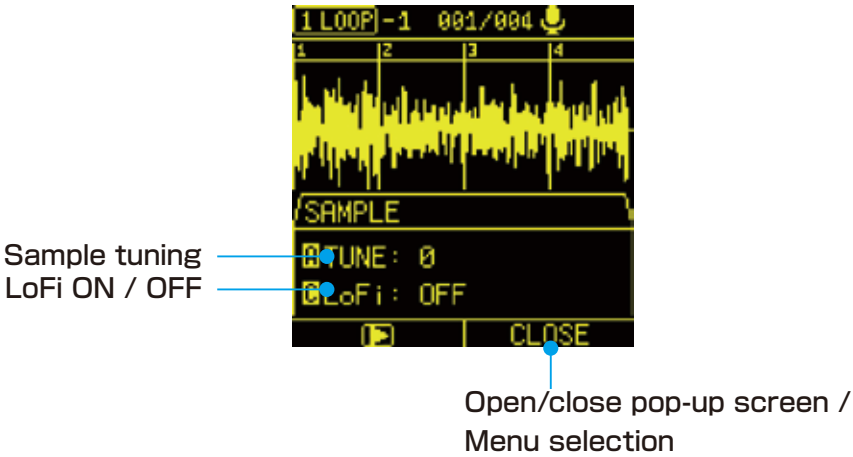 1 LOOP -1 001/004
1 2 3 4
SAMPLE
A TUNE: 0
C LoFi: OFF
CLOSE
Sample tuning
LoFi ON / OFF
Open/close pop-up screen /
Menu selection